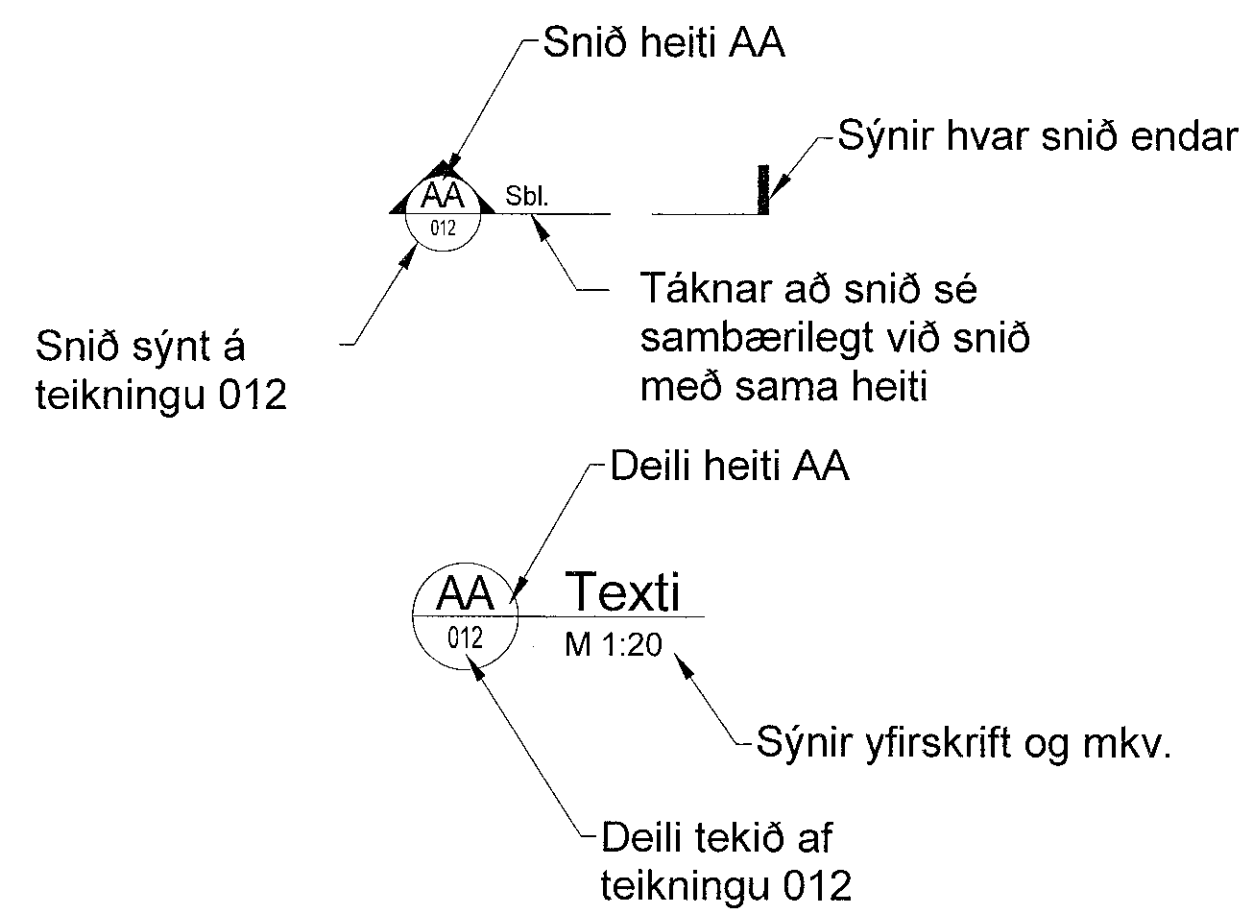 Snið heiti AA
Sýnir hvar snið endar
AA
Sbl.
012
Táknar að snið sé
sambærilegt við snið
með sama heiti
Snið sýnt á
teikningu 012
Deili heiti AA
AA
Texti
012
M 1:20
Sýnir yfirskrift og mkv.
Deili tekið af
teikningu 012